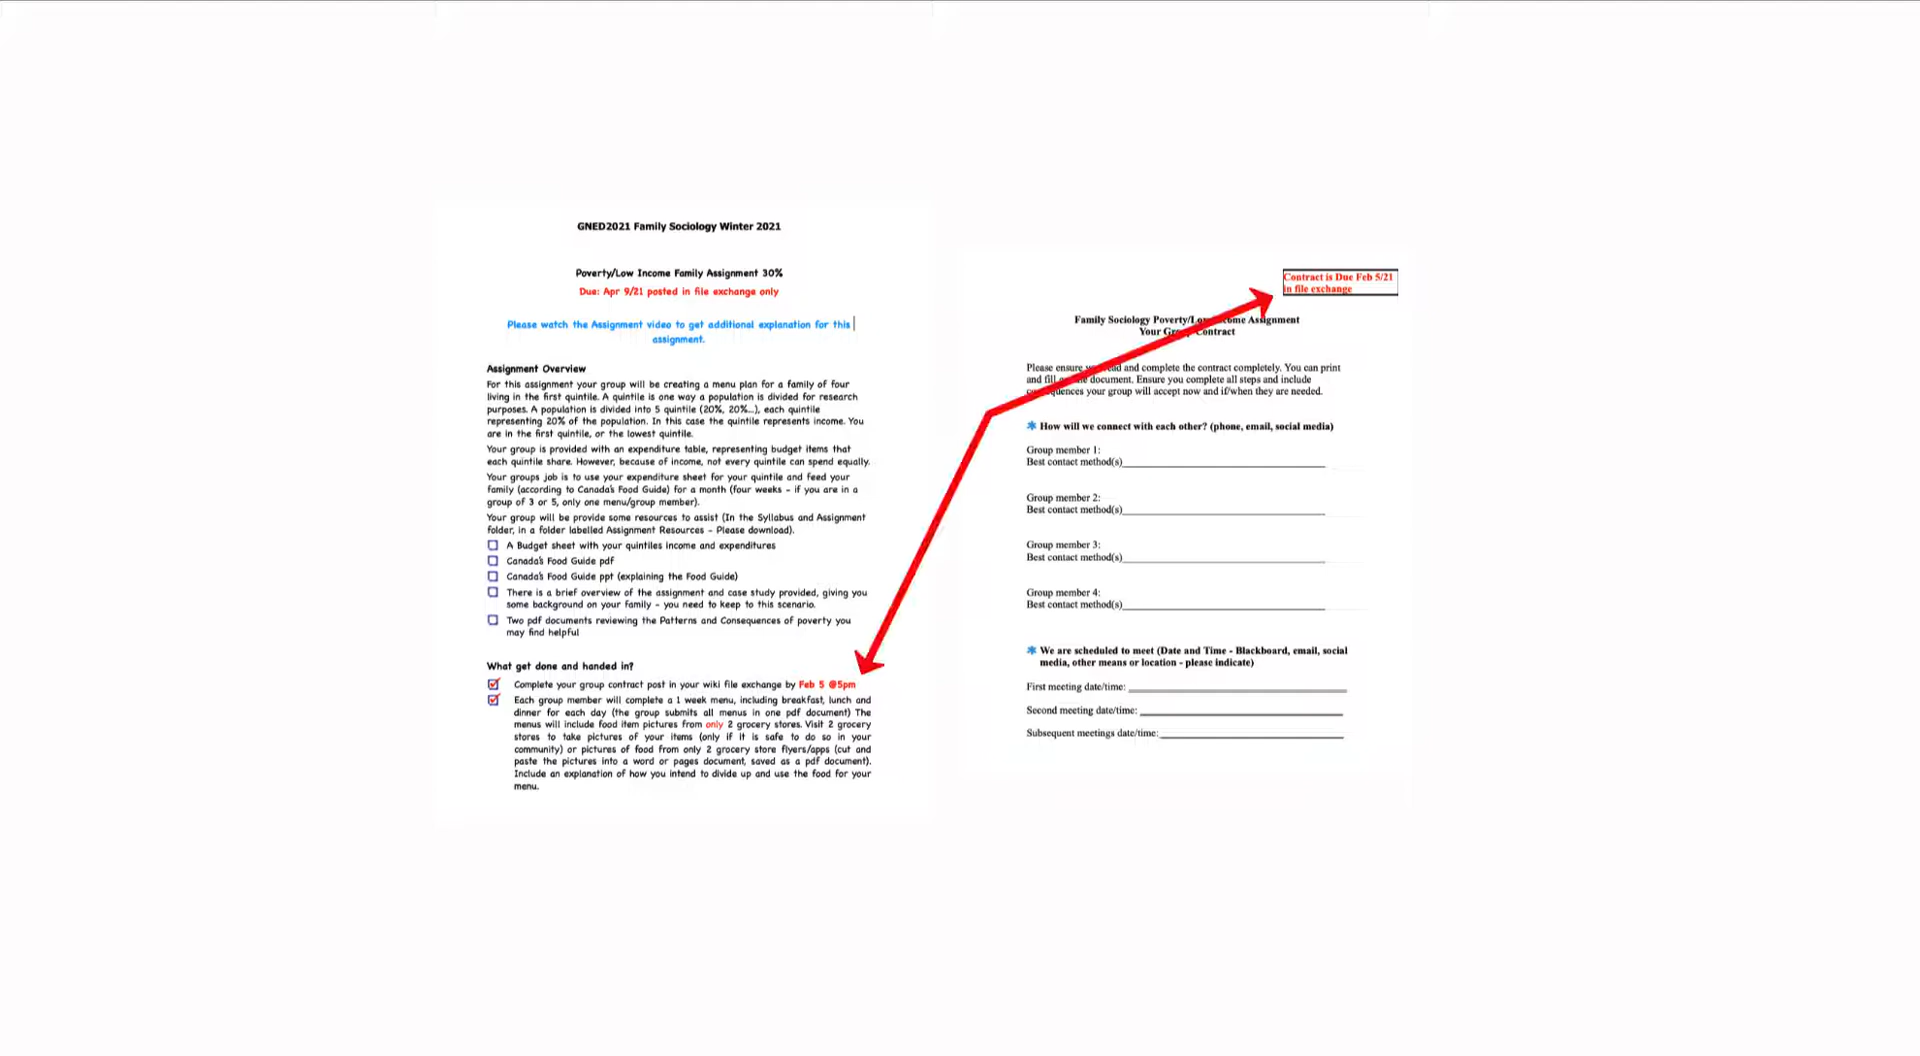 GNED2021 Family Sociology Winter 2021
Poverty/Low Income Family Assignment 30%
Due: Apr 9/21 posted in file exchange only
Please watch the Assignment video to get additional explanation for this
assignment.
Assignment Overview
For this assignment your group will be creating a menu plan for a family of four
living in the first quintile. A quintile is one way a population is divided for research
purposes. A population is divided into 5 quintile (20%, 20%...), each quintile
representing 20% of the population. In this case the quintile represents income. You
are in the first quintile, or the lowest quintile.
Your group is provided with an expenditure table, representing budget items that
each quintile share. However, because of income, not every quintile can spend equally.
Your groups job is to use your expenditure sheet for your quintile and feed your
family (according to Canada's Food Guide) for a month (four weeks - if you are in a
group of 3 or 5, only one menu/group member).
Your group will be provide some resources to assist (In the Syllabus and Assignment
folder, in a folder labelled Assignment Resources - Please download).
A Budget sheet with your quintiles income and expenditures
Canada's Food Guide pdf
Canada's Food Guide ppt (explaining the Food Guide)
There is a brief overview of the assignment and case study provided, giving you
some background on your family - you need to keep to this scenario.
Two pdf documents reviewing the Patterns and Consequences of poverty you
may find helpful
What get done and handed in?
Complete your group contract post in your wiki file exchange by Feb 5 @5pm
Each group member will complete a 1 week menu, including breakfast, lunch and
dinner for each day (the group submits all menus in one pdf document) The
menus will include food item pictures from only 2 grocery stores. Visit 2 grocery
stores to take pictures of your items (only if it is safe to do so in your
community) or pictures of food from only 2 grocery store flyers/apps (cut and
paste the pictures into a word or pages document, saved as a pdf document).
Include an explanation of how you intend to divide up and use the food for your
menu.
Contract is Due Feb 5/21
in file exchange
Family Sociology Poverty/Low Income Assignment
Your Group Contract
Please ensure and complete the contract completely. You can print
and fill document. Ensure you complete all steps and include
consequences your group will accept now and if/when they are needed.
How will we connect with each other? (phone, email, social media)
Group member 1:
Best contact method(s)
Group member 2:
Best contact method(s)
Group member 3:
Best contact method(s)
Group member 4:
Best contact method(s)
We are scheduled to meet (Date and Time - Blackboard, email, social
media, other means or location - please indicate)
First meeting date/time:
Second meeting date/time:
Subsequent meetings date/time: